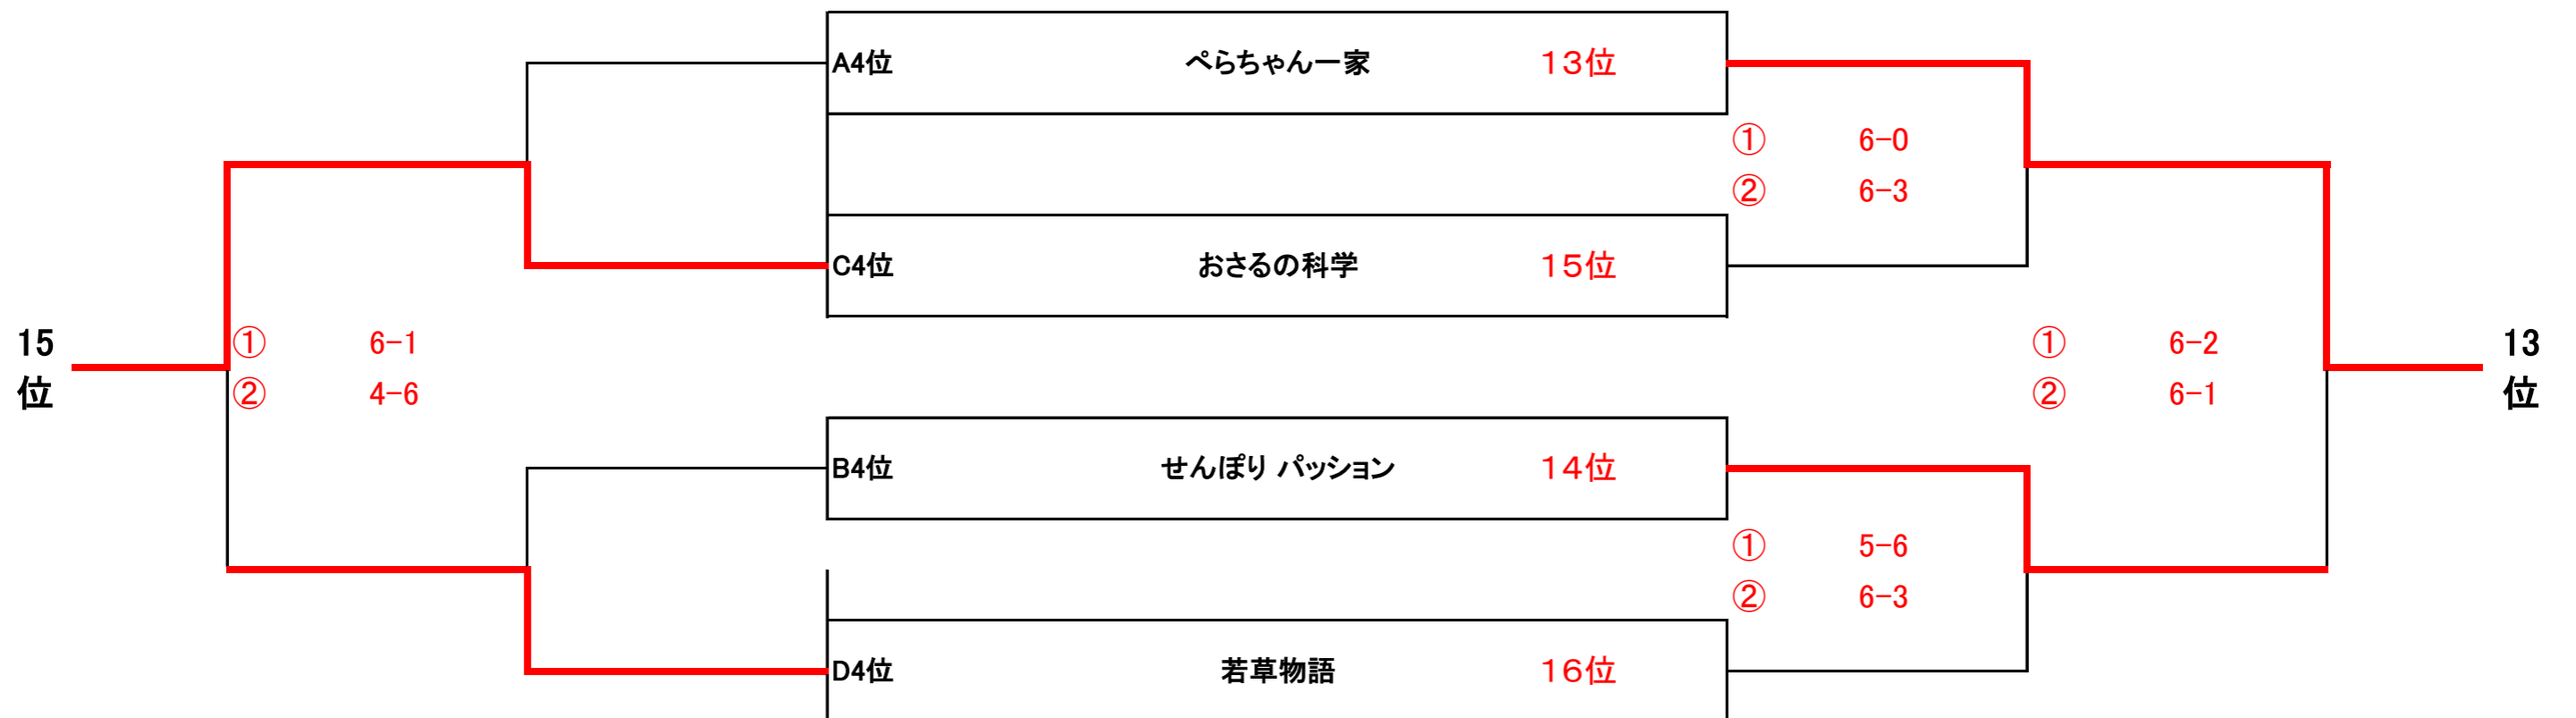 A4位 ぺらちゃん一家 13位
① 6-0
② 6-3
C4位 おさるの科学 15位
15位
① 6-1
② 4-6
① 6-2
② 6-1
13位
B4位 せんぽり パッション 14位
① 5-6
② 6-3
D4位 若草物語 16位